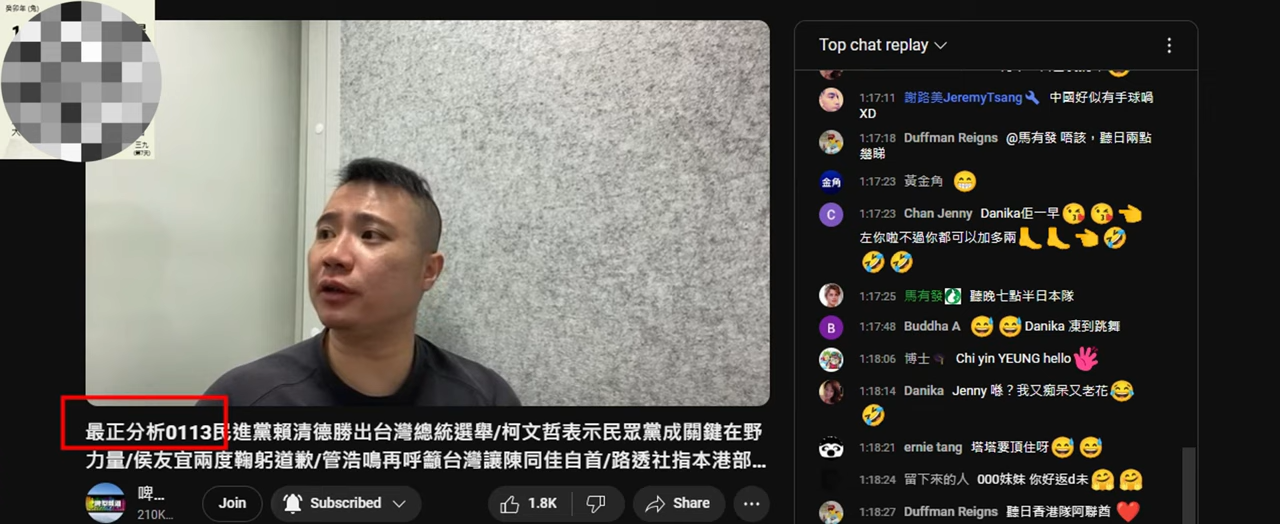 癸卯年 (兔)
三九
Top chat replay
1:17:11 謝路美JeremyTsang 中國好似有手球喎
XD
1:17:18 Duffman Reigns @馬有發 唔該，聽日兩點
睇
金角 1:17:23 黃金角 😁
C 1:17:23 Chan Jenny Danika佢一早😘😘👈
左你啦不過你都可以加多兩🦶🦶👈🤣
🤣🤣
1:17:25 馬有發 聽晚七點半日本隊
B 1:17:48 Buddha A 😅😅Danika 凍到跳舞
1:18:06 博士 Chi yin YEUNG hello
1:18:14 Danika Jenny 喺？我又痴呆又老花😂
🤣
1:18:21 ernie tang 塔塔要頂住呀😅😅
1:18:24 留下來的人 000妹妹 你好返d未🤗🤗
1:18:27 Duffman Reigns 聽日香港隊阿聯酋❤️
最正分析0113民進黨賴清德勝出台灣總統選舉/柯文哲表示民眾黨成關鍵在野
力量/侯友宜兩度鞠躬道歉/管浩鳴再呼籲台灣讓陳同佳自首/路透社指本港部...
啤...
210K...
Join
Subscribed
1.8K
Share